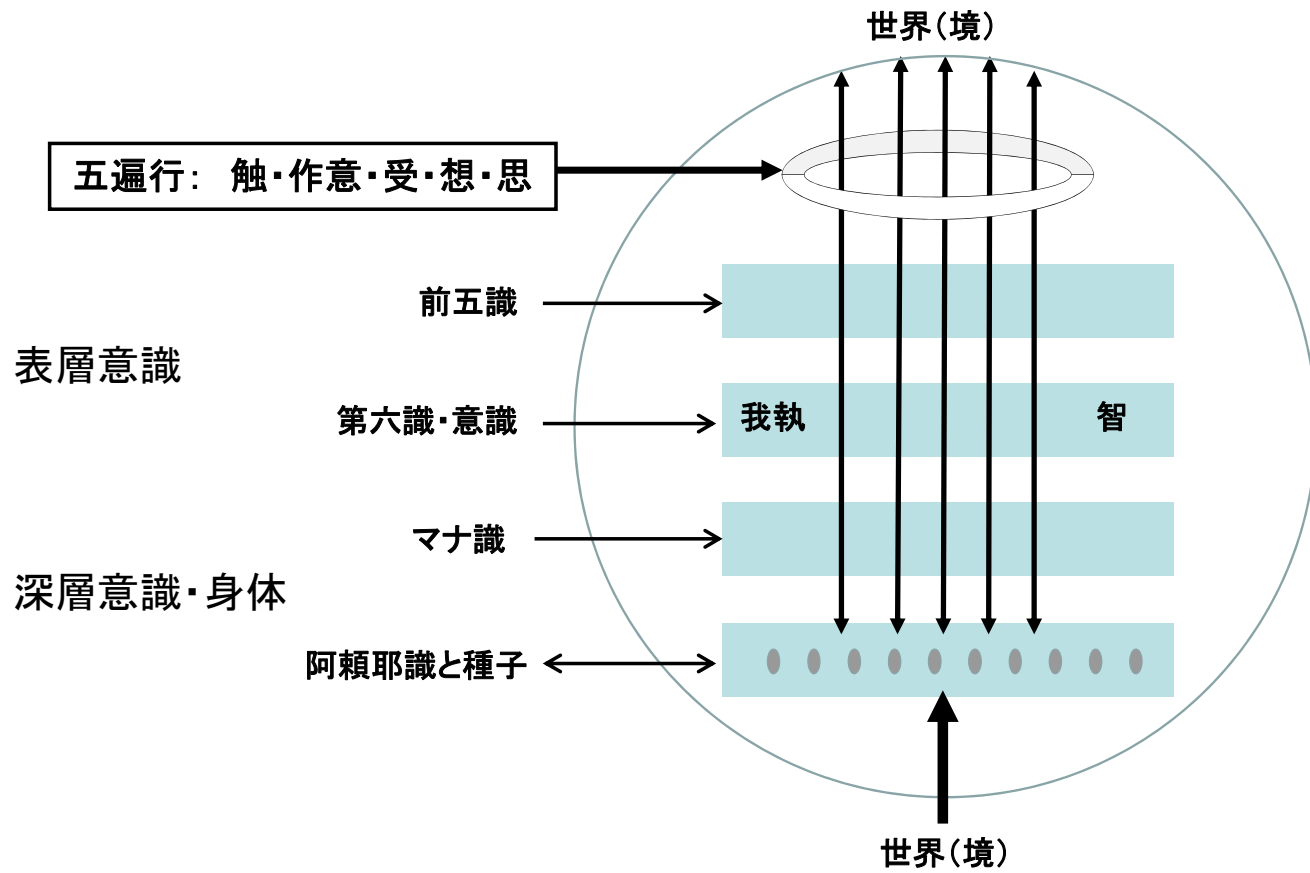 世界(境)
五遍行: 触・作意・受・想・思
前五識
表層意識
第六識・意識
我執
智
マナ識
深層意識・身体
阿頼耶識と種子
世界(境)